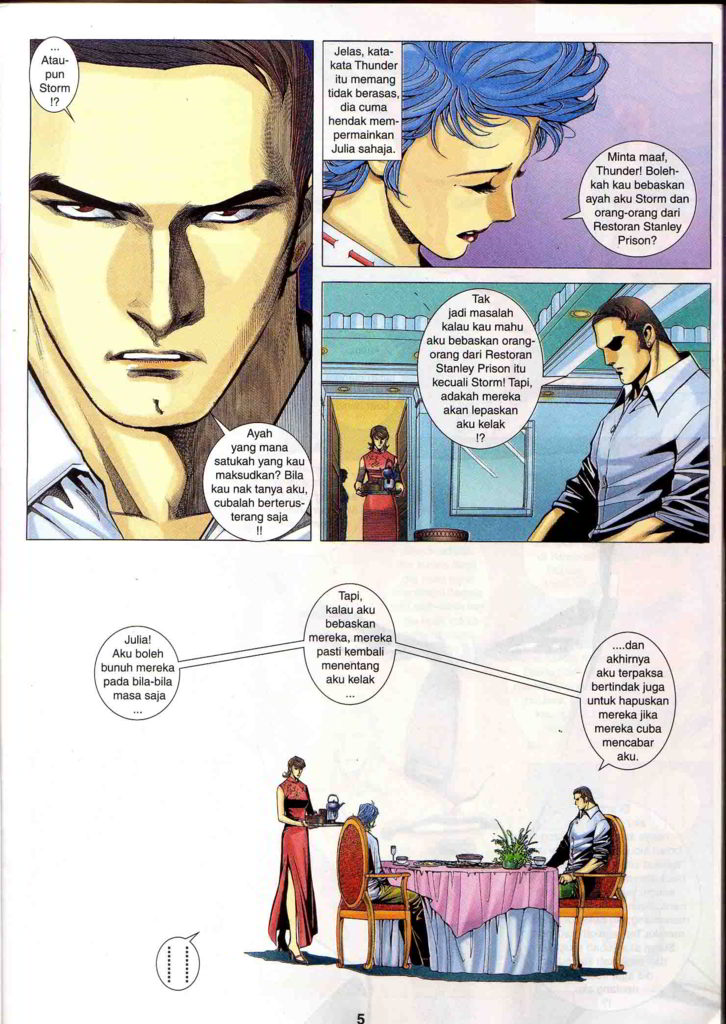 ...
Atau-
pun
Storm
!?
Ayah
yang mana
satukah yang kau
maksudkan? Bila
kau nak tanya aku,
cubalah berterus-
terang saja
!!
Jelas, kata-
kata Thunder
itu memang
tidak berasas,
dia cuma
hendak mem-
permainkan
Julia sahaja.
Minta maaf,
Thunder! Boleh-
kah kau bebaskan
ayah aku Storm dan
orang-orang dari
Restoran Stanley
Prison?
Tak
jadi masalah
kalau kau mahu
aku bebaskan orang-
orang dari Restoran
Stanley Prison itu
kecuali Storm! Tapi,
adakah mereka
akan lepaskan
aku kelak
!?
Julia!
Aku boleh
bunuh mereka
pada bila-bila
masa saja
...
Tapi,
kalau aku
bebaskan
mereka, mereka
pasti kembali
menentang
aku kelak
...
....dan
akhirnya
aku terpaksa
bertindak juga
untuk hapuskan
mereka jika
mereka cuba
mencabar
aku.
5